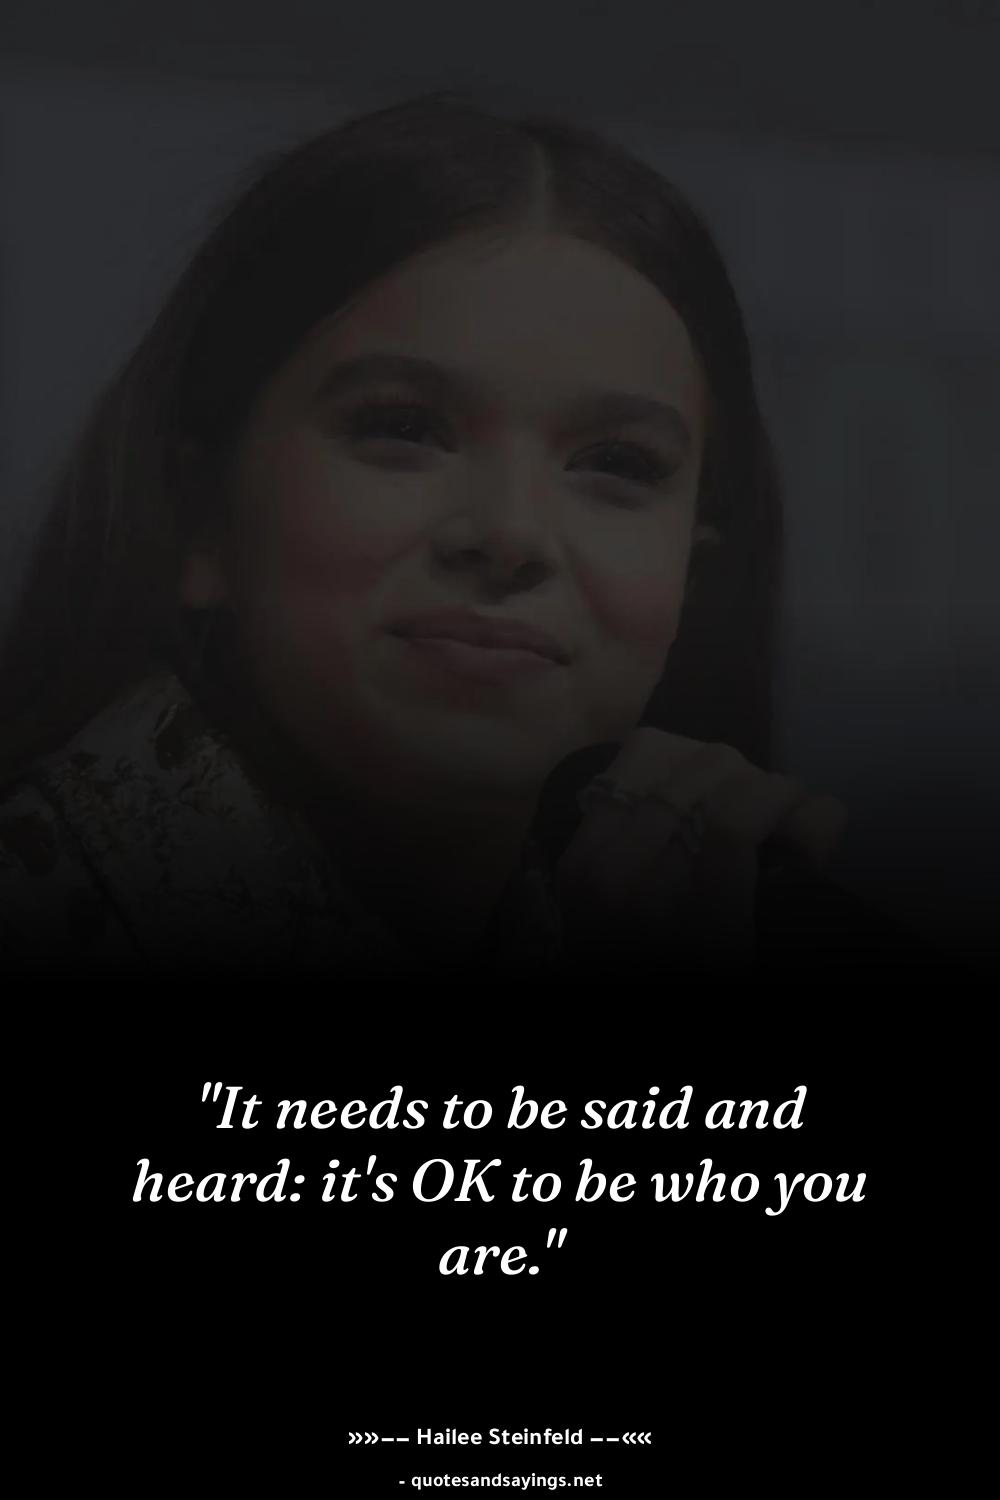 "It needs to be said and
heard: it's OK to be who you
are."
»»−− Hailee Steinfeld −−««
- quotesandsayings.net